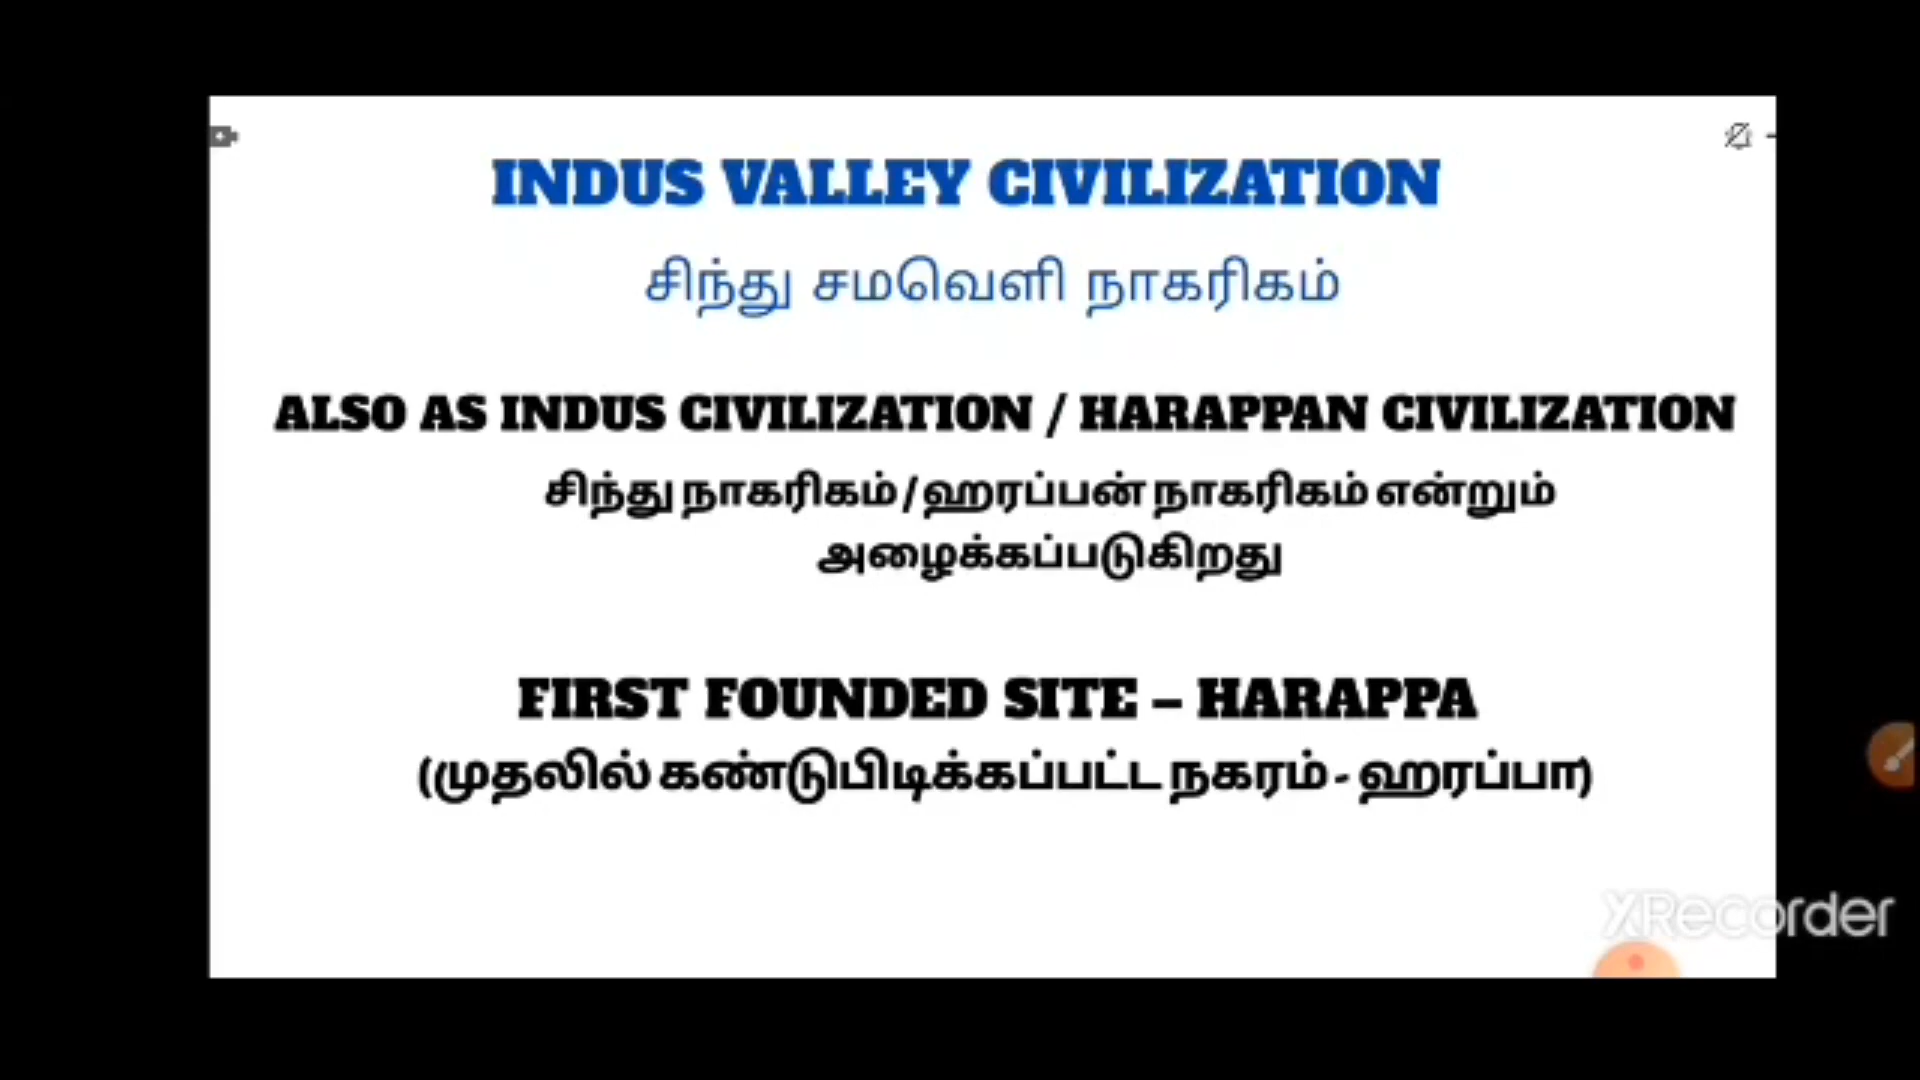 INDUS VALLEY CIVILIZATION
சிந்து சமவெளி நாகரிகம்
ALSO AS INDUS CIVILIZATION / HARAPPAN CIVILIZATION
சிந்து நாகரிகம் / ஹரப்பன் நாகரிகம் என்றும்
அழைக்கப்படுகிறது
FIRST FOUNDED SITE – HARAPPA
(முதலில் கண்டுபிடிக்கப்பட்ட நகரம் - ஹரப்பா)
XRecorder